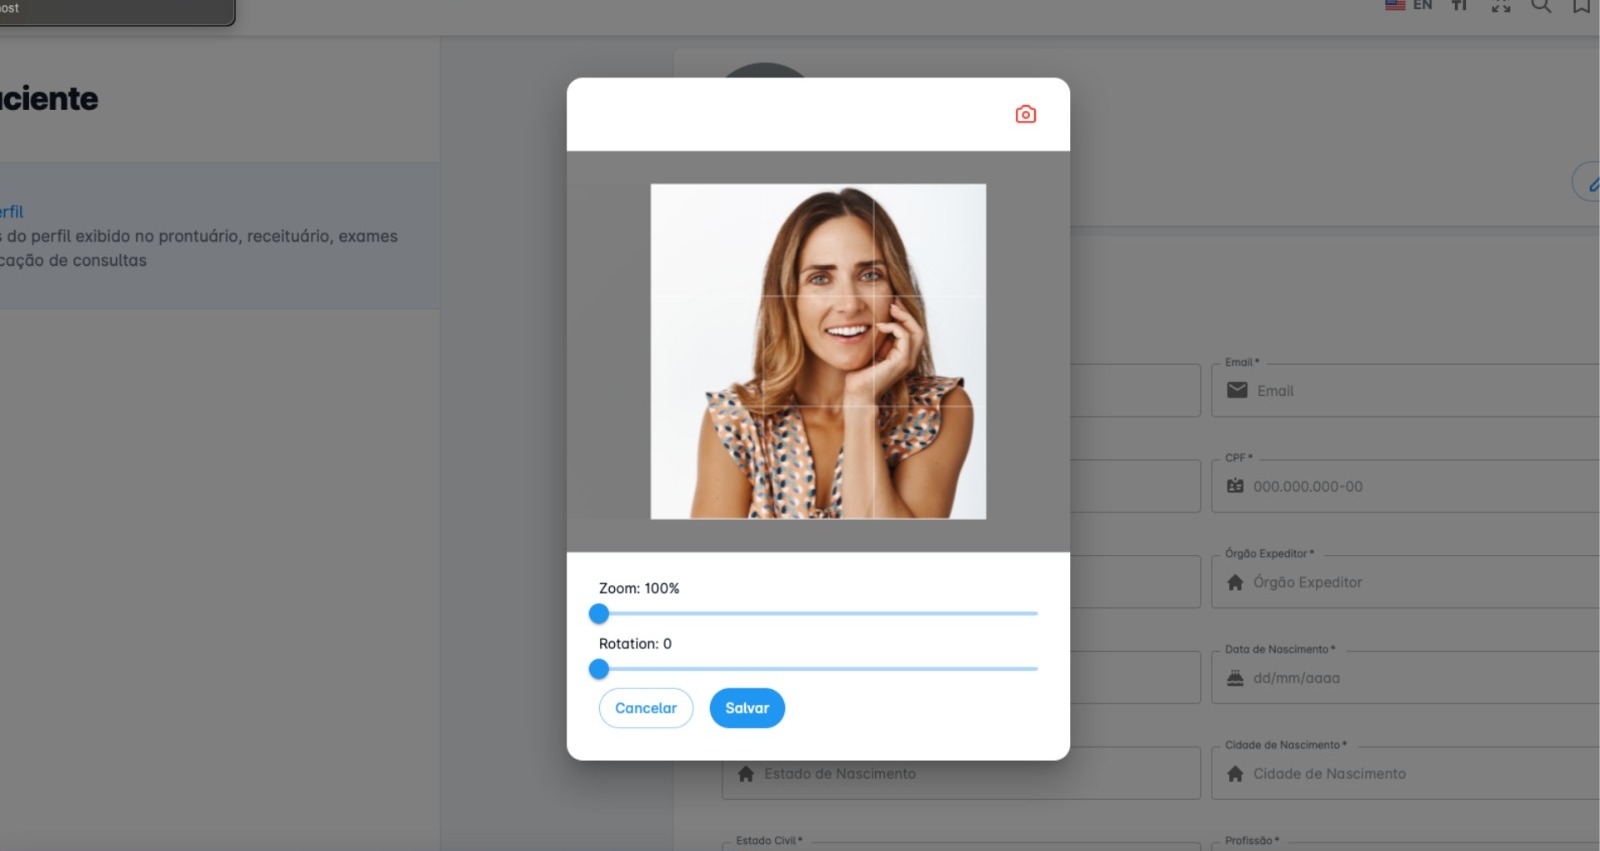 ost
EN
ciente
erfil
s do perfil exibido no prontuário, receituário, exames
cação de consultas
Zoom: 100%
Rotation: 0
Cancelar
Salvar
Email *
Email
CPF *
000.000.000-00
Órgão Expeditor *
Órgão Expeditor
Data de Nascimento *
dd/mm/aaaa
Estado de Nascimento
Cidade de Nascimento *
Cidade de Nascimento
Estado Civil *
Profissão *